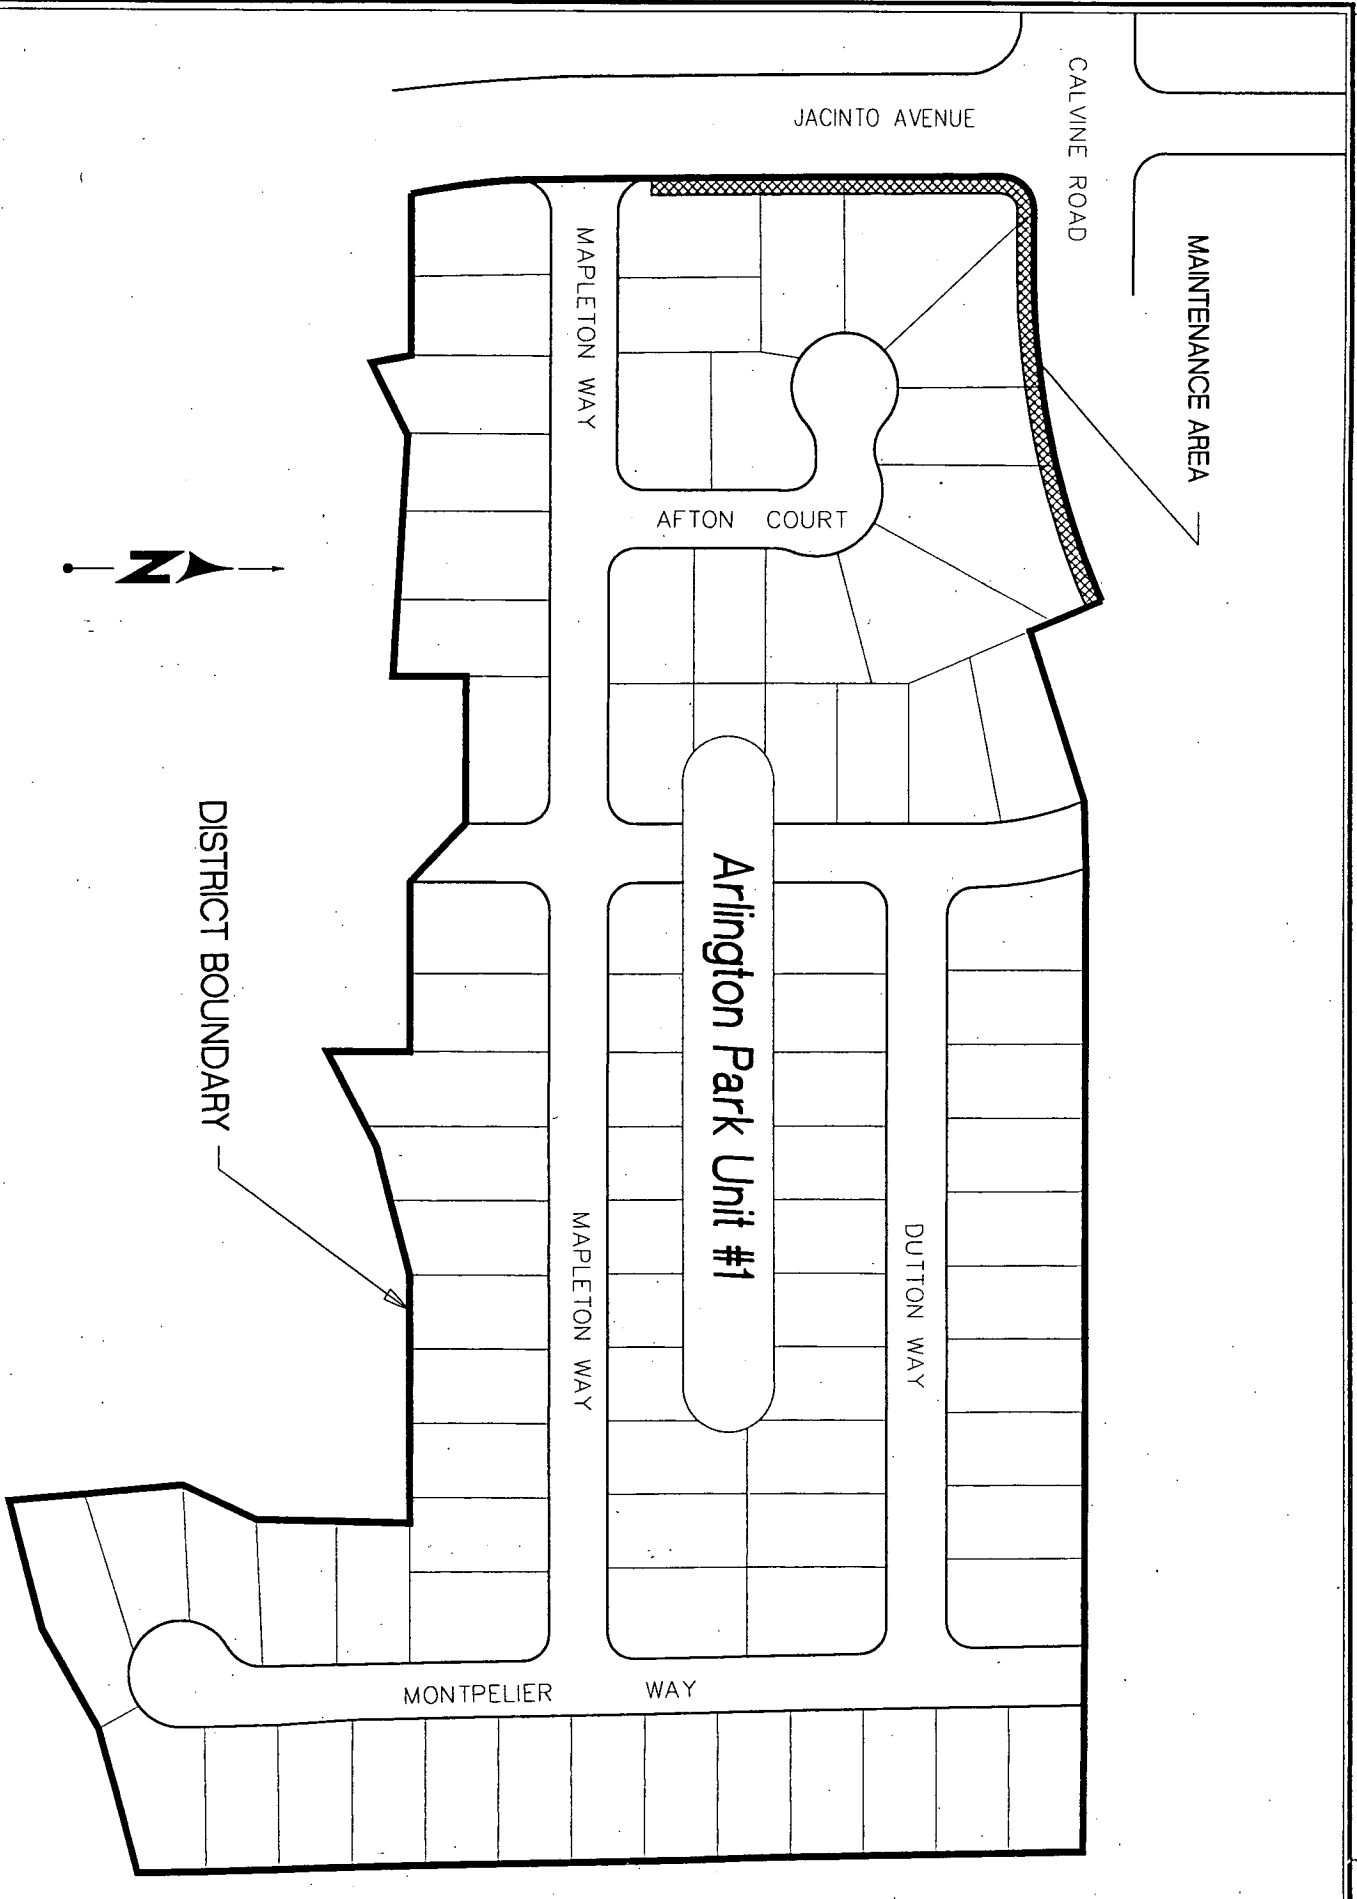 CALVINE ROAD
JACINTO AVENUE
MAINTENANCE AREA
MAPLETON WAY
AFTON COURT
N
Arlington Park Unit #1
DISTRICT BOUNDARY
MAPLETON WAY
DUTTON WAY
MONTPELIER WAY